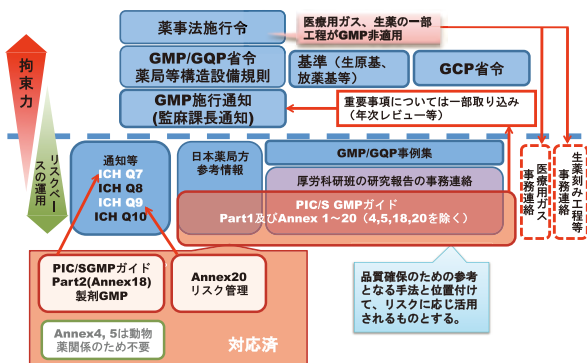 薬事法施行令
医療用ガス、生薬の一部
工程がGMP非適用
拘束力
GMP/GQP省令
薬局等構造設備規則
基準(生原基、
放薬基等)
GCP省令
GMP施行通知
(監麻課長通知)
重要事項については一部取り込み
(年次レビュー等)
リスクベー
スの運用
通知等
ICH Q7
ICH Q8
ICH Q9
ICH Q10
日本薬局方
参考情報
GMP/GQP事例集
厚労科研班の研究報告の事務連絡
PIC/S GMPガイド
Part1及びAnnex 1~20(4,5,18,20を除く)
医療用ガス
事務連絡
生薬刻み工程等
事務連絡
PIC/SGMPガイド
Part2(Annex18)
製剤GMP
Annex20
リスク管理
品質確保のための参考
となる手法と位置付け
て、リスクに応じ活用
されるものとする。
Annex4, 5は動物
薬関係のため不要
対応済